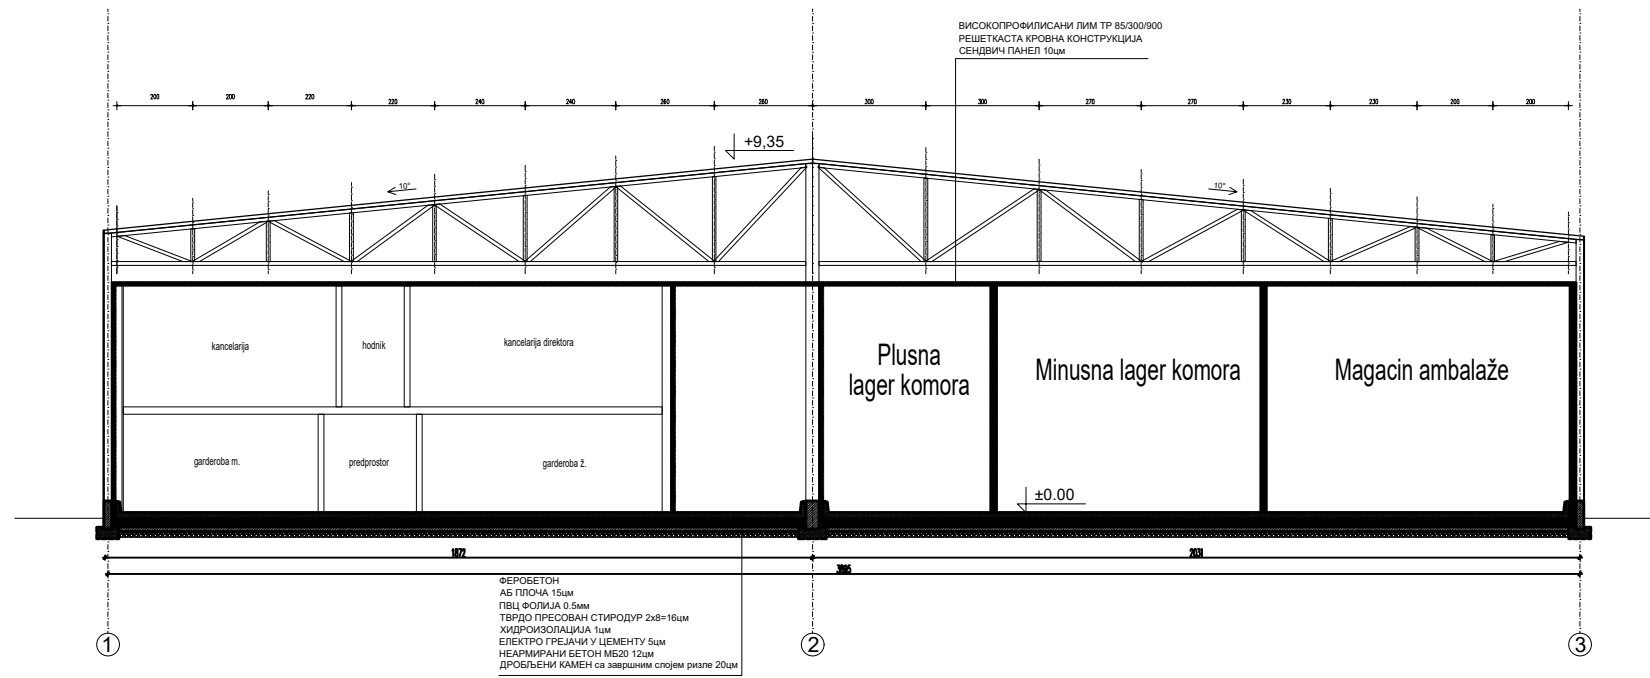 ВИСОКОПРОФИЛИСАНИ ЛИМ ТР 85/300/900
РЕШЕТКАСТА КРОВНА КОНСТРУКЦИЈА
СЕНДВИЧ ПАНЕЛ 10цм
200 200 220 220 240 240 260 260 300 300 270 270 230 230 200 200
+9,35
10° 10°
kancelarija hodnik kancelarija direktora
Plusna
lager komora
Minusna lager komora
Magacin ambalaže
garderoba m. predprostor garderoba ž.
±0.00
1872 2031
ФЕРОБЕТОН
АБ ПЛОЧА 15цм
ПВЦ ФОЛИЈА 0.5мм
ТВРДО ПРЕСОВАН СТИРОДУР 2х8=16цм
ХИДРОИЗОЛАЦИЈА 1цм
ЕЛЕКТРО ГРЕЈАЧИ У ЦЕМЕНТУ 5цм
НЕАРМИРАНИ БЕТОН МБ20 12цм
ДРОБЉЕНИ КАМЕН са завршним слојем ризле 20цм
1 2 3